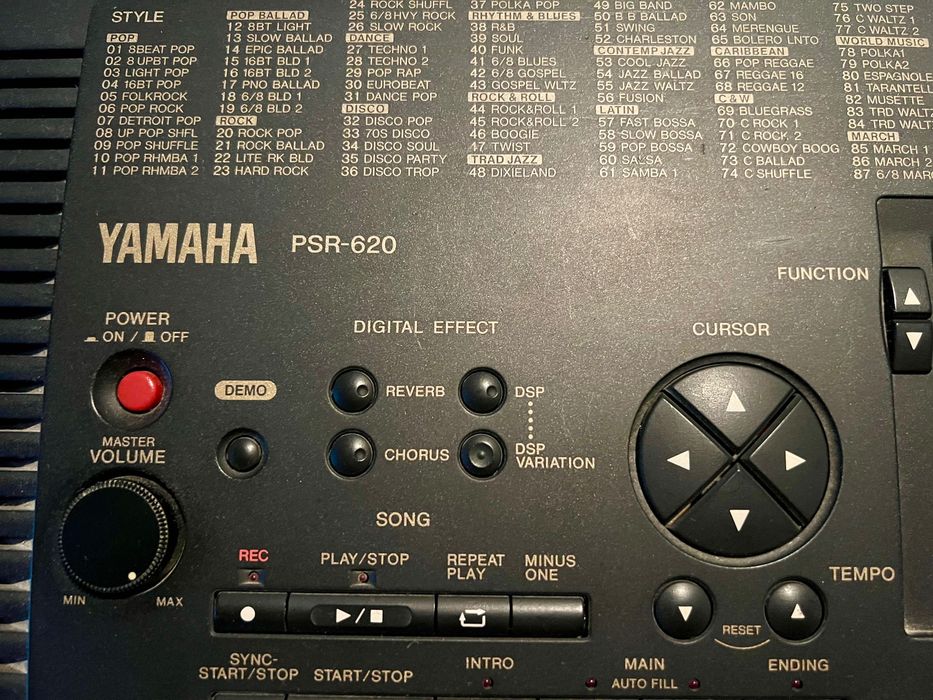 STYLE
POP
01 8BEAT POP
02 8 UPBT POP
03 LIGHT POP
04 16BT POP
05 FOLKROCK
06 POP ROCK
07 DETROIT POP
08 UP POP SHFL
09 POP SHUFFLE
10 POP RHMBA 1
11 POP RHMBA 2
POP BALLAD
12 8BT LIGHT
13 SLOW BALLAD
14 EPIC BALLAD
15 16BT BLD 1
16 16BT BLD 2
17 PNO BALLAD
18 6/8 BLD 1
19 6/8 BLD 2
ROCK
20 ROCK POP
21 ROCK BALLAD
22 LITE RK BLD
23 HARD ROCK
24 ROCK SHUFFL
25 6/8HVY ROCK
26 SLOW ROCK
DANCE
27 TECHNO 1
28 TECHNO 2
29 POP RAP
30 EUROBEAT
31 DANCE POP
DISCO
32 DISCO POP
33 70S DISCO
34 DISCO SOUL
35 DISCO PARTY
36 DISCO TROP
37 POLKA POP
RHYTHM & BLUES
38 R&B
39 SOUL
40 FUNK
41 6/8 BLUES
42 6/8 GOSPEL
43 GOSPEL WLTZ
ROCK & ROLL
44 ROCK&ROLL 1
45 ROCK&ROLL 2
46 BOOGIE
47 TWIST
TRAD JAZZ
48 DIXIELAND
49 BIG BAND
50 B B BALLAD
51 SWING
52 CHARLESTON
CONTEMP JAZZ
53 COOL JAZZ
54 JAZZ BALLAD
55 JAZZ WALTZ
56 FUSION
LATIN
57 FAST BOSSA
58 SLOW BOSSA
59 POP BOSSA
60 SALSA
61 SAMBA 1
62 MAMBO
63 SON
64 MERENGUE
65 BOLERO LNTO
CARIBBEAN
66 POP REGGAE
67 REGGAE 16
68 REGGAE 12
C & W
69 BLUEGRASS
70 C ROCK 1
71 C ROCK 2
72 COWBOY BOOG
73 C BALLAD
74 C SHUFFLE
75 TWO STEP
76 C WALTZ 1
77 C WALTZ 2
WORLD MUSIC
78 POLKA1
79 POLKA2
80 ESPAGNOLE
81 TARANTELL
82 MUSETTE
83 TRD WALTZ
84 TRD WALTZ
MARCH
85 MARCH 1
86 MARCH 2
87 6/8 MARC
YAMAHA PSR-620
FUNCTION
POWER
ON / OFF
DIGITAL EFFECT
CURSOR
DEMO
REVERB
DSP
MASTER
VOLUME
CHORUS
DSP
VARIATION
MIN
MAX
SONG
REC
PLAY/STOP
REPEAT
PLAY
MINUS
ONE
TEMPO
RESET
SYNC-
START/STOP
START/STOP
INTRO
MAIN
AUTO FILL
ENDING